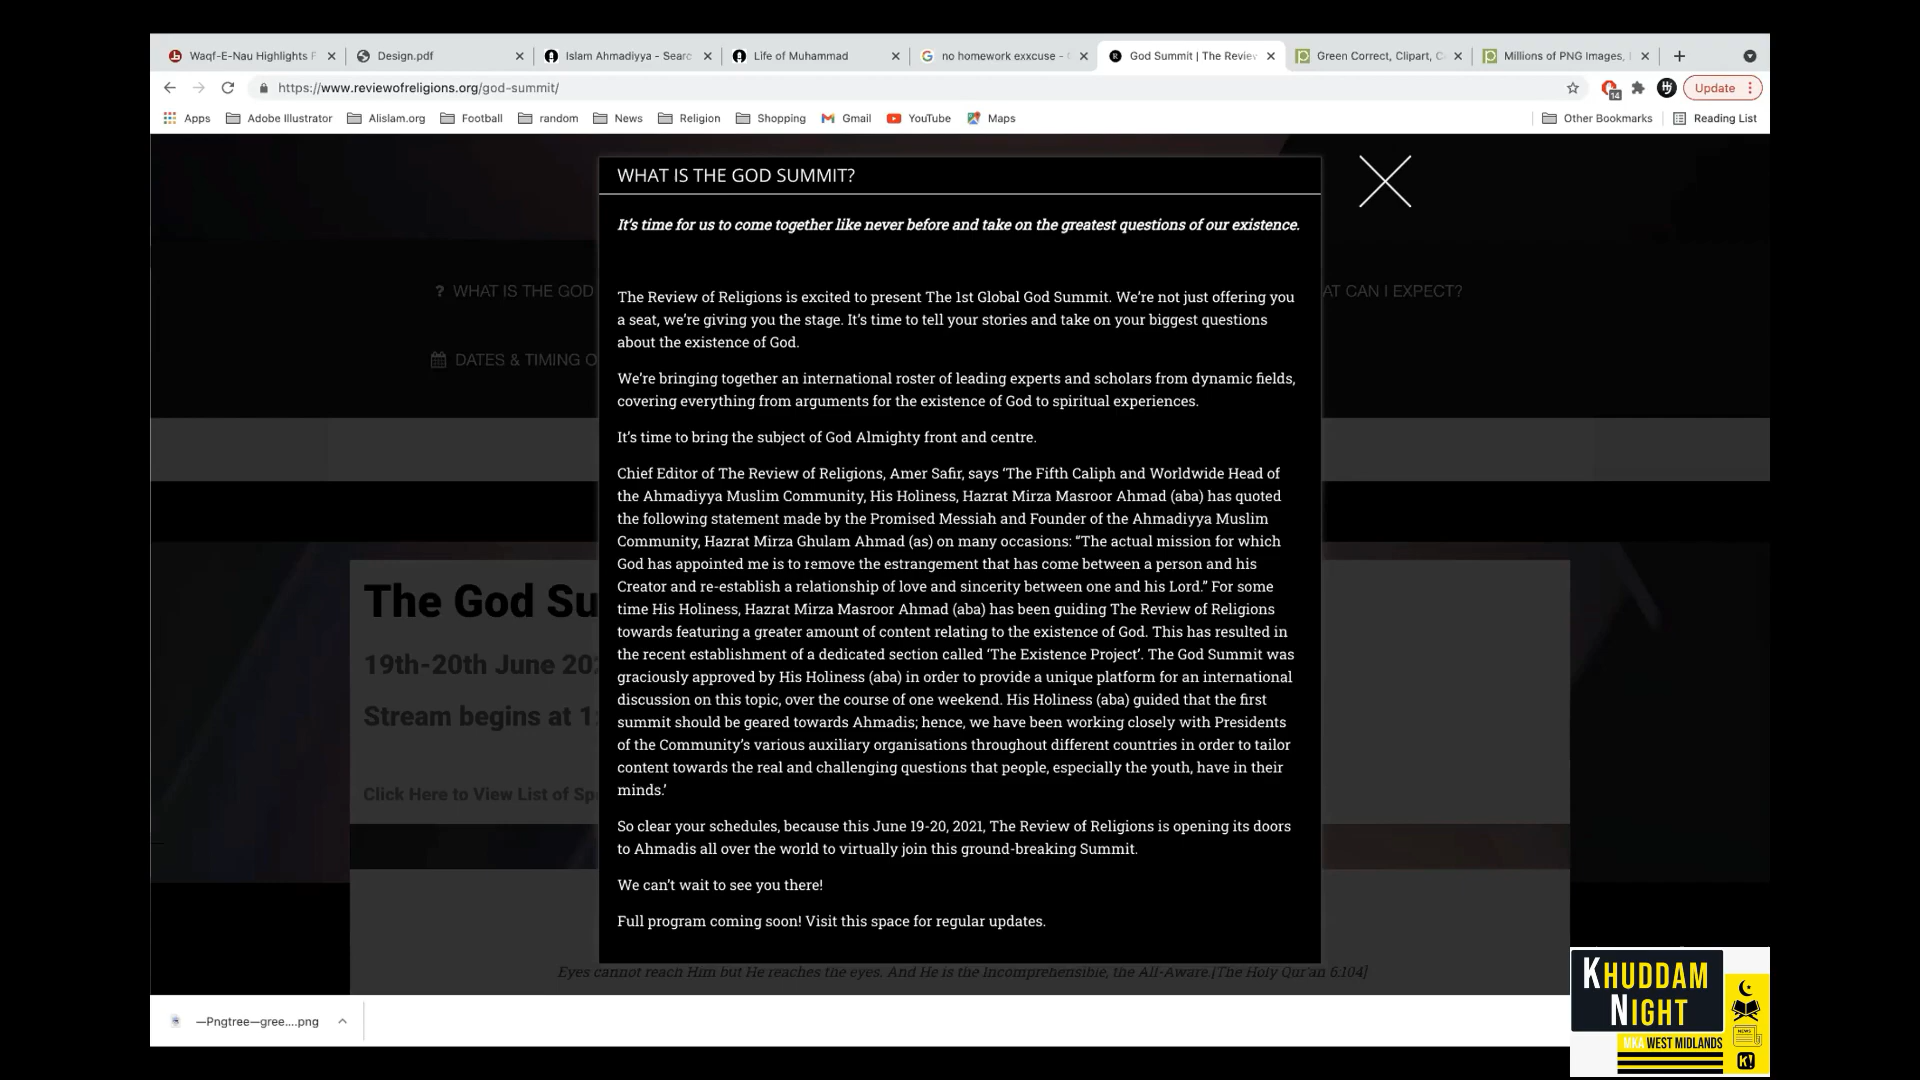 Waqf-E-Nau Highlights F
Design.pdf
Islam Ahmadiyya - Searc
Life of Muhammad
no homework exxcuse -
God Summit | The Review
Green Correct, Clipart, C
Millions of PNG Images,
https://www.reviewofreligions.org/god-summit/
14
Update
Apps
Adobe Illustrator
Alislam.org
Football
random
News
Religion
Shopping
Gmail
YouTube
Maps
Other Bookmarks
Reading List
WHAT IS THE GOD SUMMIT?
It's time for us to come together like never before and take on the greatest questions of our existence.
? WHAT IS THE GOD
AT CAN I EXPECT?
DATES & TIMING O
The Review of Religions is excited to present The 1st Global God Summit. We're not just offering you
a seat, we're giving you the stage. It's time to tell your stories and take on your biggest questions
about the existence of God.
We're bringing together an international roster of leading experts and scholars from dynamic fields,
covering everything from arguments for the existence of God to spiritual experiences.
It's time to bring the subject of God Almighty front and centre.
Chief Editor of The Review of Religions, Amer Safir, says ‘The Fifth Caliph and Worldwide Head of
the Ahmadiyya Muslim Community, His Holiness, Hazrat Mirza Masroor Ahmad (aba) has quoted
the following statement made by the Promised Messiah and Founder of the Ahmadiyya Muslim
Community, Hazrat Mirza Ghulam Ahmad (as) on many occasions: “The actual mission for which
God has appointed me is to remove the estrangement that has come between a person and his
Creator and re-establish a relationship of love and sincerity between one and his Lord.” For some
time His Holiness, Hazrat Mirza Masroor Ahmad (aba) has been guiding The Review of Religions
towards featuring a greater amount of content relating to the existence of God. This has resulted in
the recent establishment of a dedicated section called ‘The Existence Project’. The God Summit was
graciously approved by His Holiness (aba) in order to provide a unique platform for an international
discussion on this topic, over the course of one weekend. His Holiness (aba) guided that the first
summit should be geared towards Ahmadis; hence, we have been working closely with Presidents
of the Community's various auxiliary organisations throughout different countries in order to tailor
content towards the real and challenging questions that people, especially the youth, have in their
minds.’
So clear your schedules, because this June 19-20, 2021, The Review of Religions is opening its doors
to Ahmadis all over the world to virtually join this ground-breaking Summit.
We can't wait to see you there!
Full program coming soon! Visit this space for regular updates.
The God Su
19th-20th June 202
Stream begins at 1
Click Here to View List of Sp
Eyes cannot reach Him but He reaches the eyes. And He is the Incomprehensible, the All-Aware.[The Holy Qur'an 6:104]
—Pngtree—gree....png
KHUDDAM
NIGHT
MKA WEST MIDLANDS
NEWS
K!